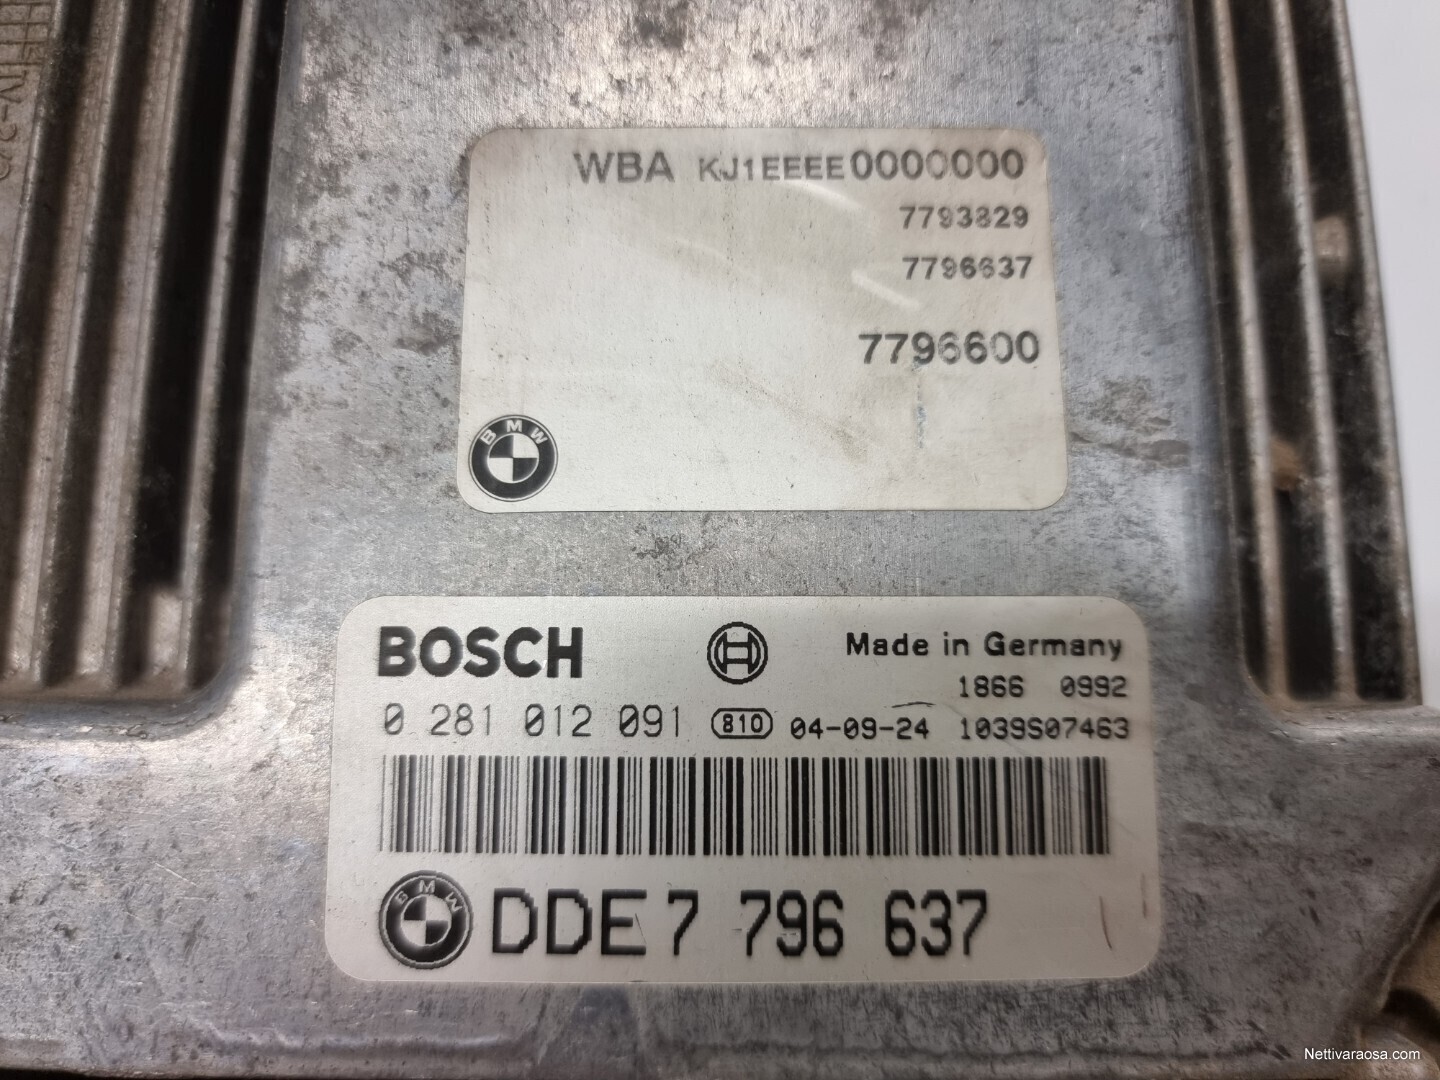 WBA KJ1EEEE0000000
7793829
7796637
7796600
BMW
BOSCH
Made in Germany
1866 0992
0 281 012 091 810 04-09-24 1039S07463
BMW DDE 7 796 637
Nettivaraosa.com